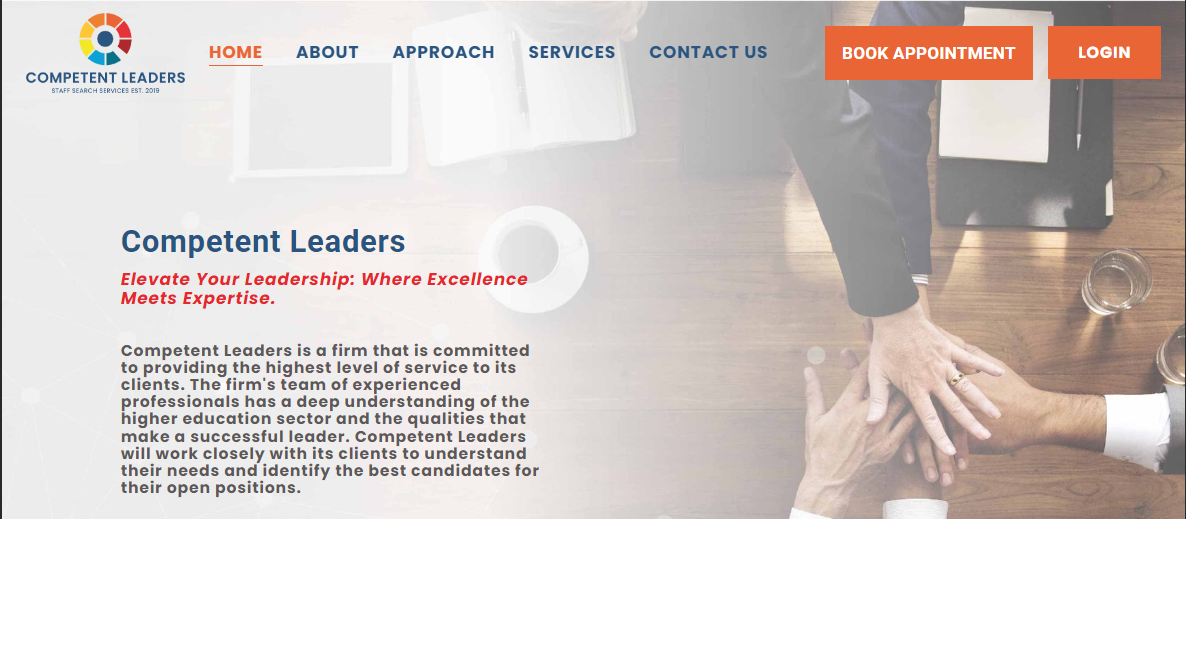 COMPETENT LEADERS
STAFF SEARCH SERVICES EST. 2019
HOME ABOUT APPROACH SERVICES CONTACT US
BOOK APPOINTMENT
LOGIN
Competent Leaders
Elevate Your Leadership: Where Excellence
Meets Expertise.
Competent Leaders is a firm that is committed
to providing the highest level of service to its
clients. The firm's team of experienced
professionals has a deep understanding of the
higher education sector and the qualities that
make a successful leader. Competent Leaders
will work closely with its clients to understand
their needs and identify the best candidates for
their open positions.